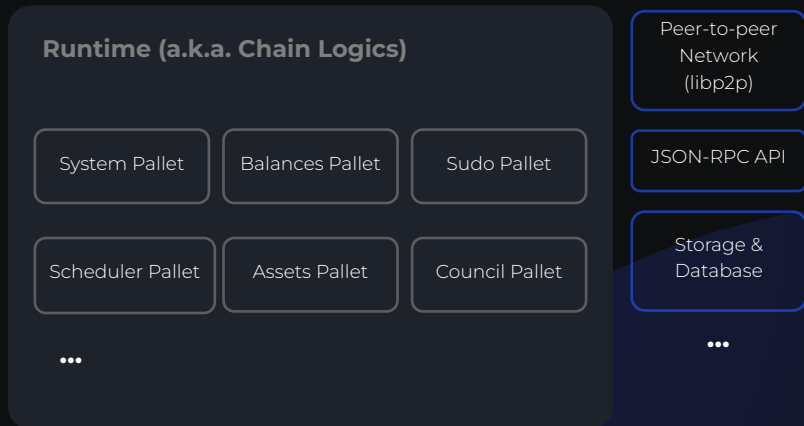 Runtime (a.k.a. Chain Logics)
System Pallet
Balances Pallet
Sudo Pallet
Scheduler Pallet
Assets Pallet
Council Pallet
...
Peer-to-peer
Network
(libp2p)
JSON-RPC API
Storage &
Database
...